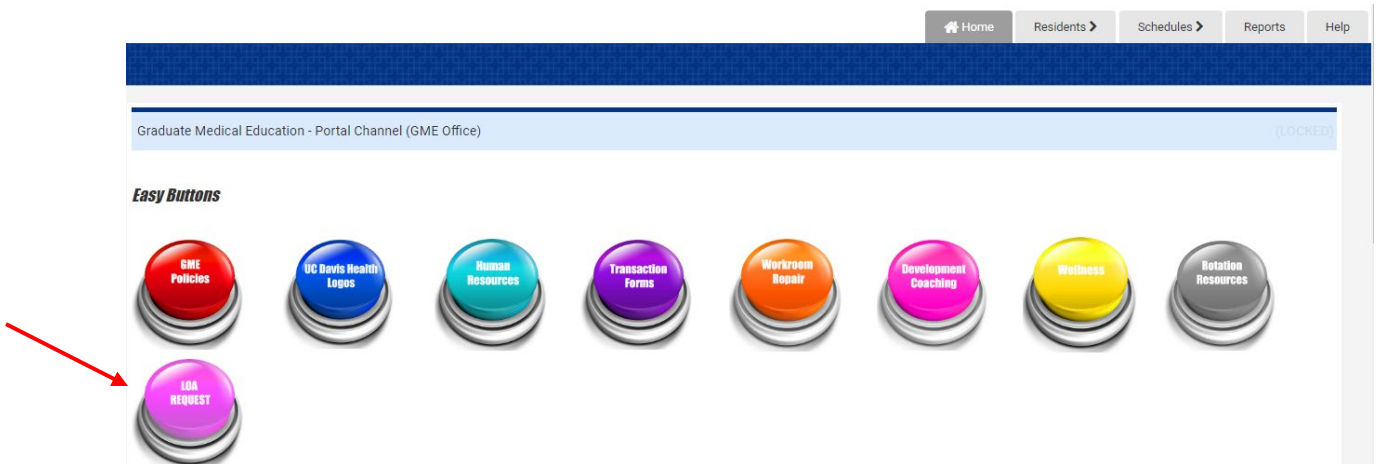 Home Residents Schedules Reports Help
Graduate Medical Education - Portal Channel (GME Office) (LOCKED)
Easy Buttons
GME
Policies
UC Davis Health
Logos
Human
Resources
Transaction
Forms
Workroom
Repair
Development
Coaching
Wellness
Rotation
Resources
LOA
REQUEST